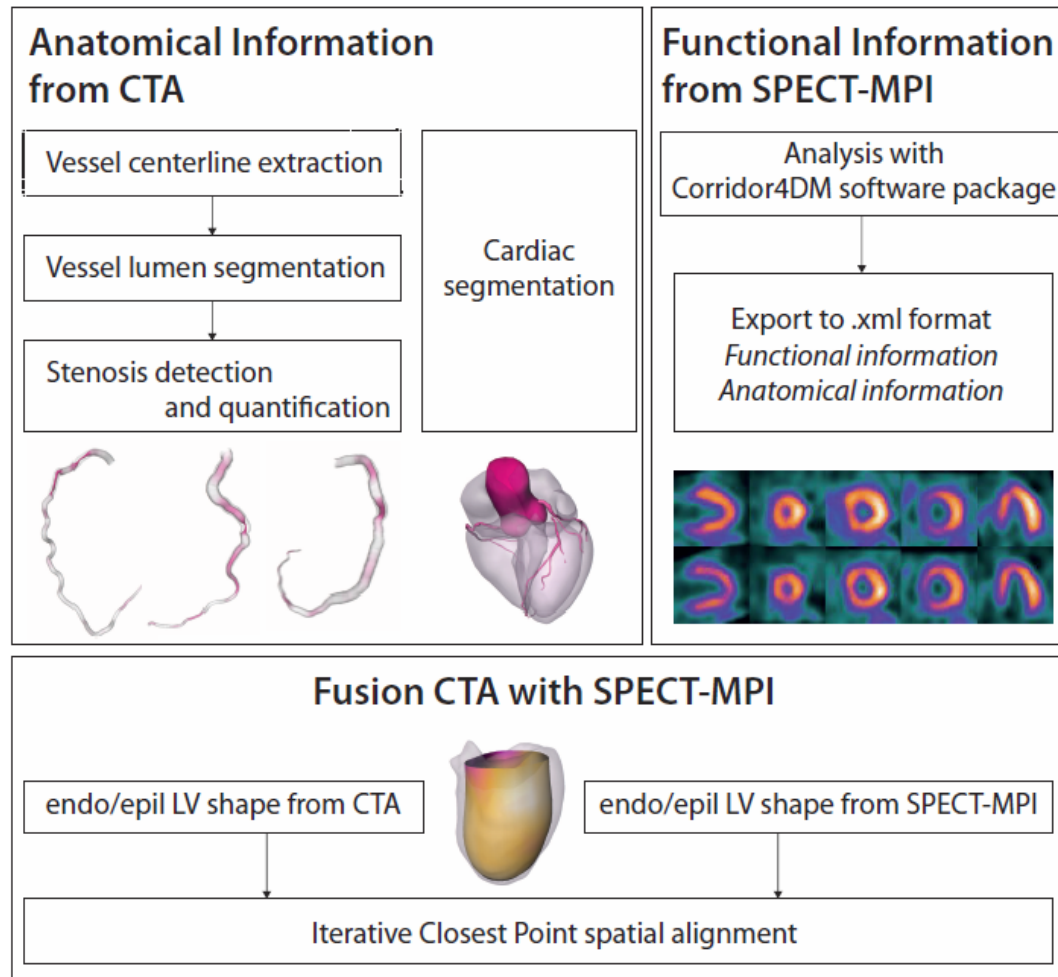 Anatomical Information
from CTA
Vessel centerline extraction
Vessel lumen segmentation
Stenosis detection
and quantification
Cardiac
segmentation
Functional Information
from SPECT-MPI
Analysis with
Corridor4DM software package
Export to .xml format
Functional information
Anatomical information
Fusion CTA with SPECT-MPI
endo/epil LV shape from CTA
endo/epil LV shape from SPECT-MPI
Iterative Closest Point spatial alignment